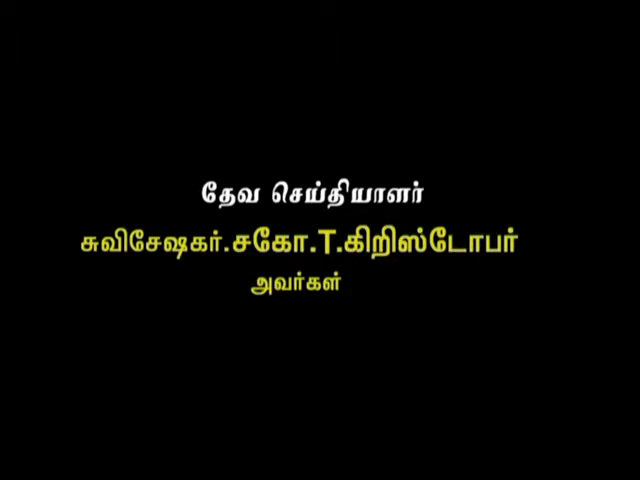 தேவ செய்தியாளர்
சுவிசேஷகர்.சகோ.T.கிறிஸ்டோபர்
அவர்கள்